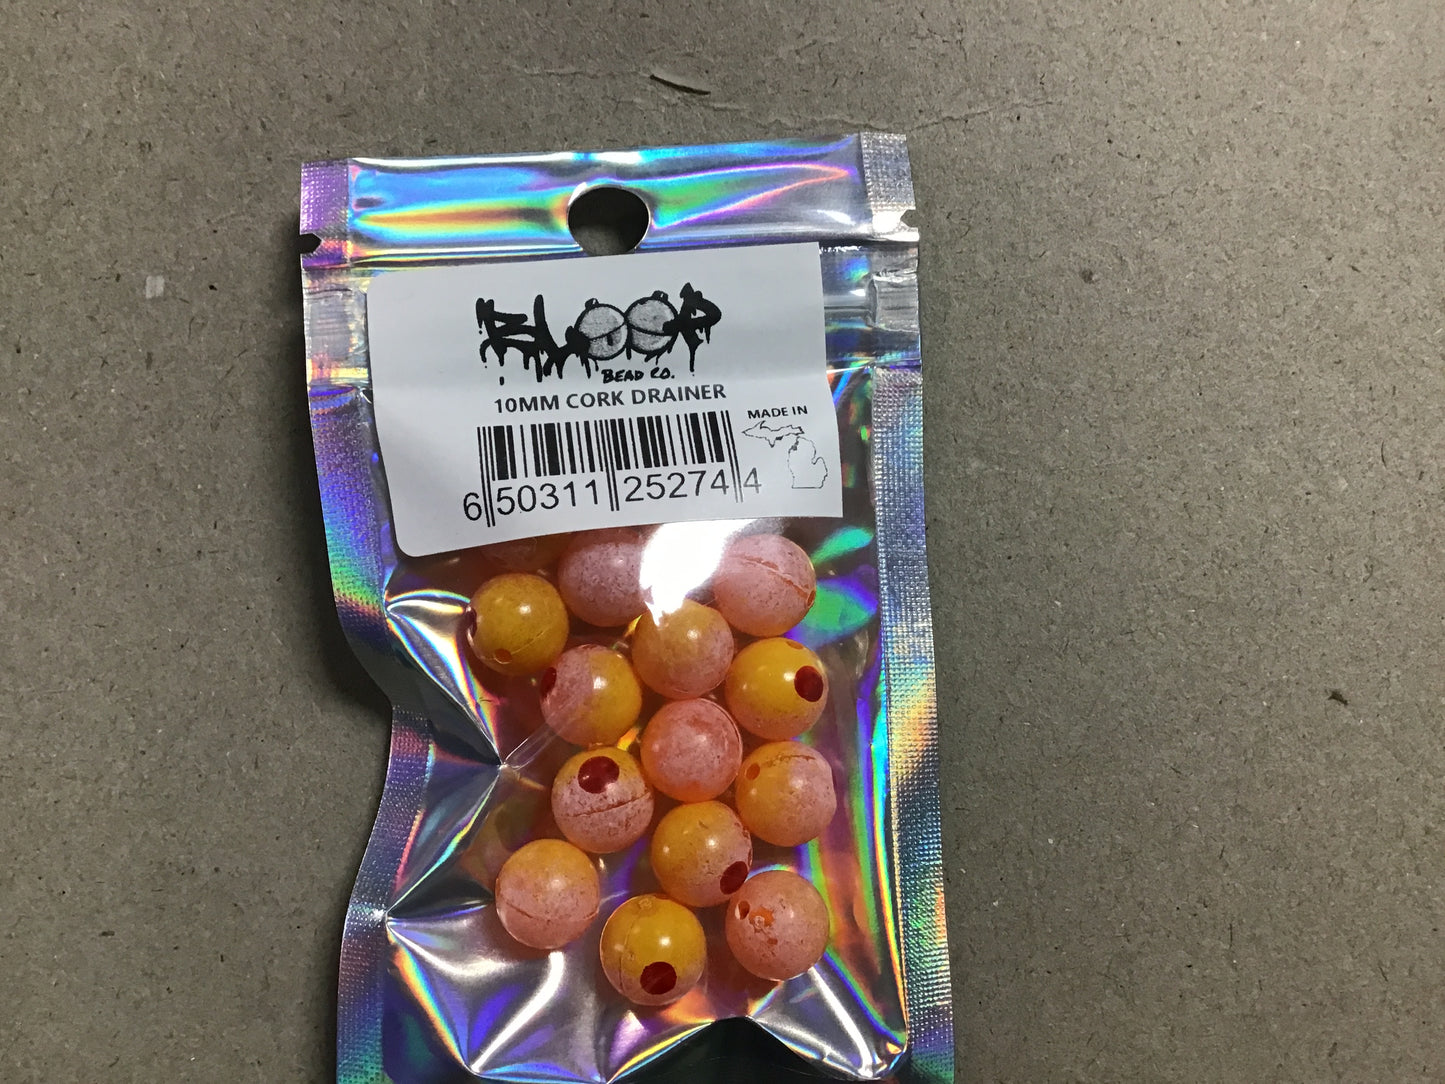 BLOOP
BEAD CO.
10MM CORK DRAINER
MADE IN
6 50311 25274 4